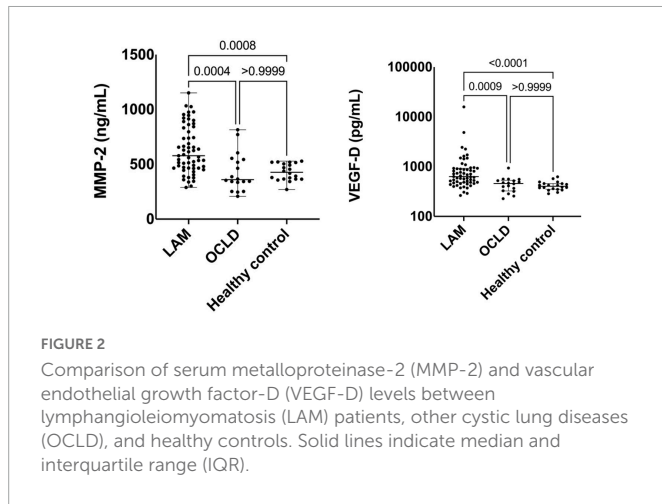 0.0008
0.0004
>0.9999
1500
1000
500
0
MMP-2 (ng/mL)
LAM
OCLD
Healthy control
<0.0001
0.0009
>0.9999
100000
10000
1000
100
VEGF-D (pg/mL)
LAM
OCLD
Healthy control
FIGURE 2
Comparison of serum metalloproteinase-2 (MMP-2) and vascular
endothelial growth factor-D (VEGF-D) levels between
lymphangioleiomyomatosis (LAM) patients, other cystic lung diseases
(OCLD), and healthy controls. Solid lines indicate median and
interquartile range (IQR).